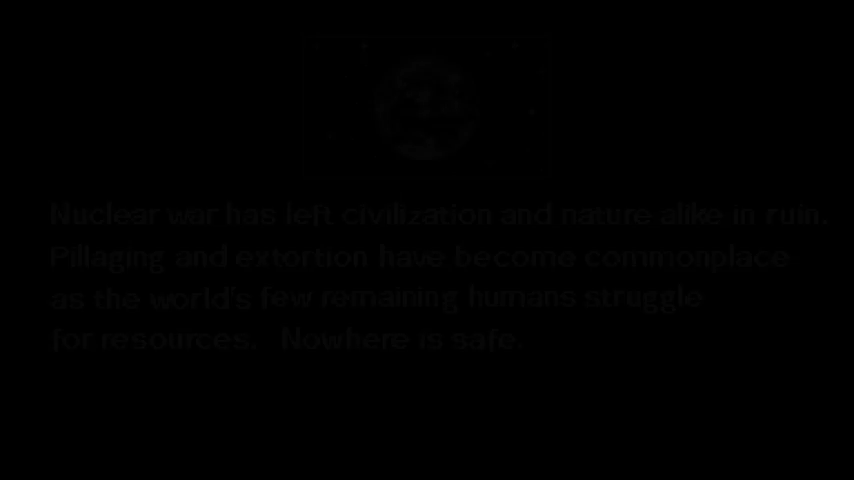 Nuclear war has left civilization and nature alike in ruin.
Pillaging and extortion have become commonplace
as the world's few remaining humans struggle
for resources. Nowhere is safe.